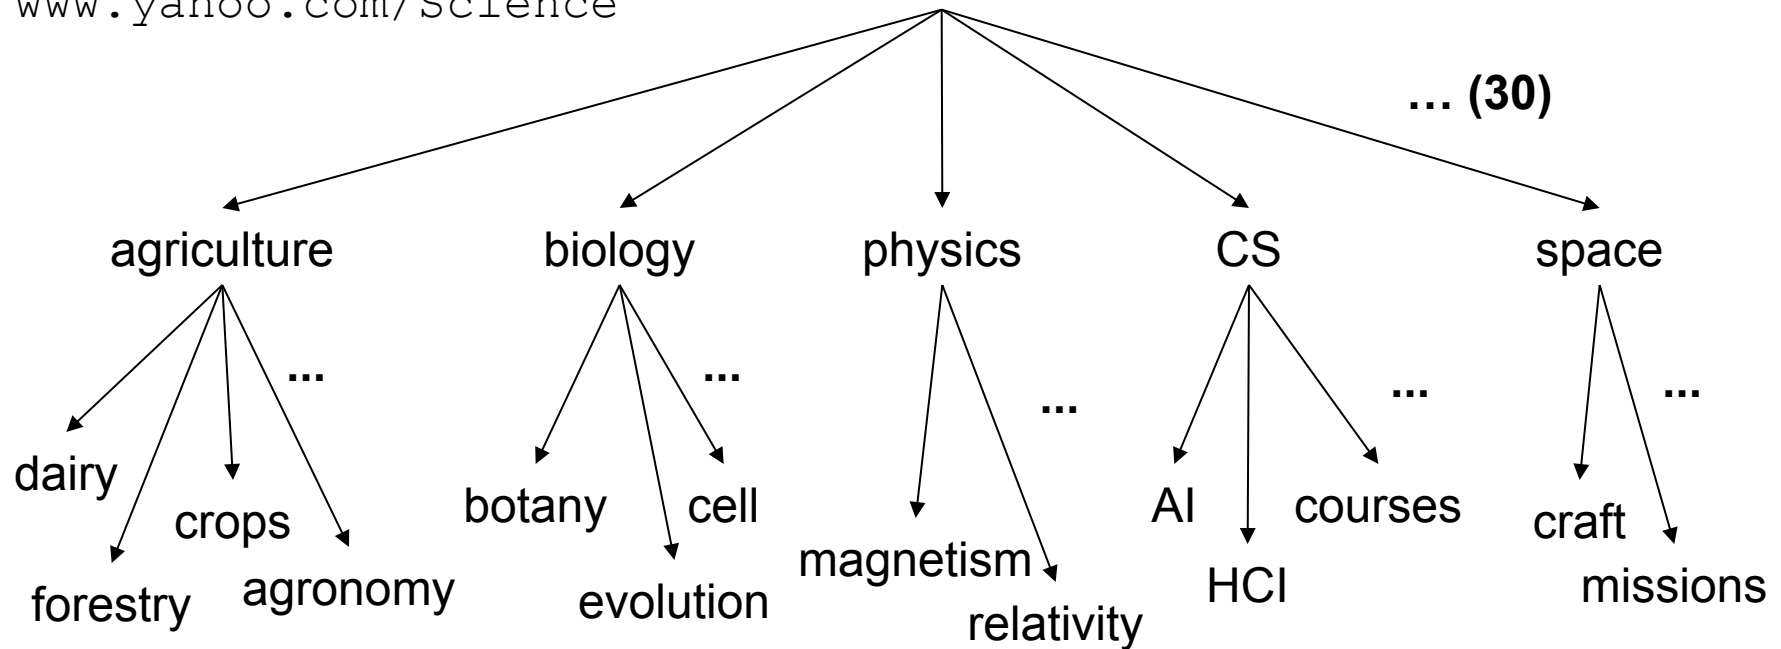 www.yahoo.com/Science
… (30)
agriculture biology physics CS space
... ... ... ... ...
dairy botany cell AI courses
crops craft
magnetism
forestry agronomy evolution HCI missions
relativity